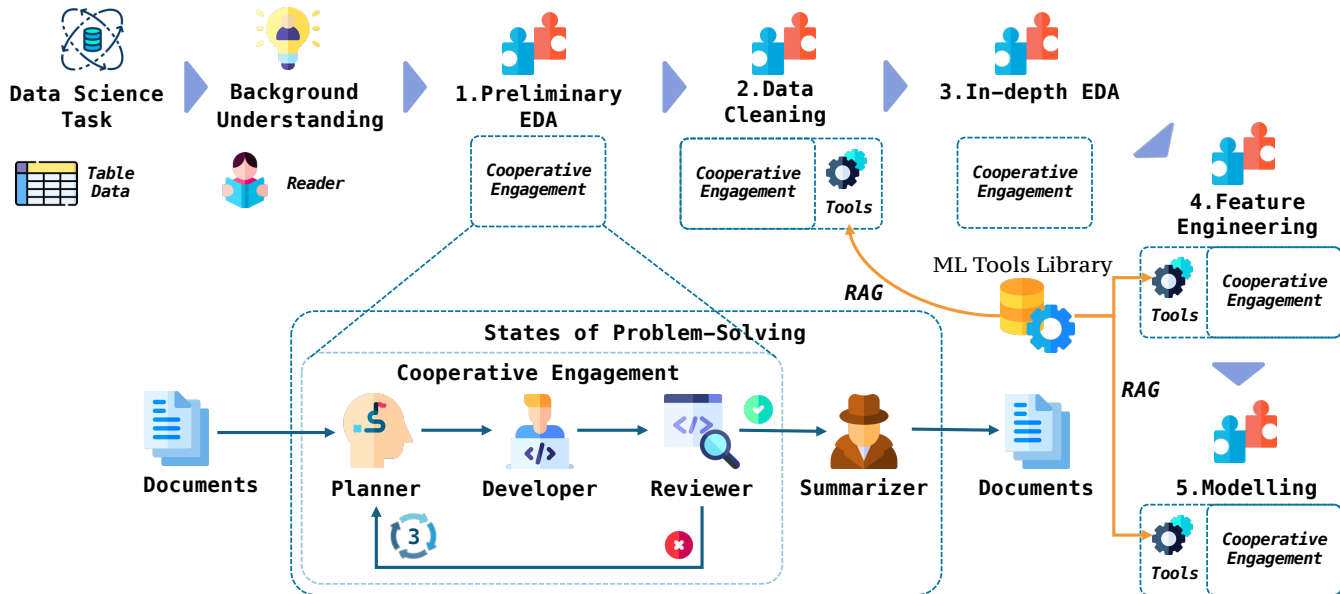 Data Science
Task
Background
Understanding
1.Preliminary
EDA
2.Data
Cleaning
3.In-depth EDA
Table
Data
Reader
Cooperative
Engagement
Cooperative
Engagement
Tools
Cooperative
Engagement
4.Feature
Engineering
Tools
Cooperative
Engagement
ML Tools Library
RAG
RAG
States of Problem-Solving
Cooperative Engagement
</>
</>
Documents
Planner
Developer
Reviewer
Summarizer
Documents
3
5.Modelling
Tools
Cooperative
Engagement